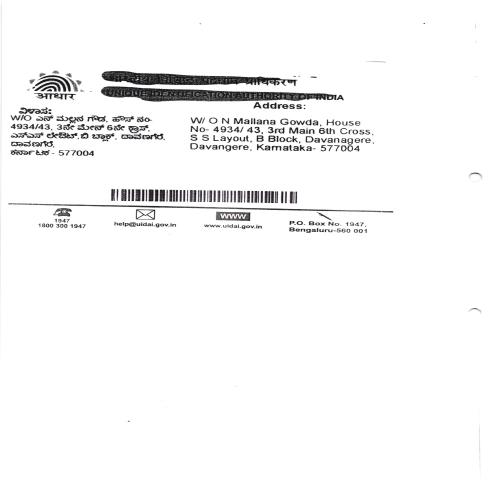 प्राधिकरण
UNIQUE IDENTIFICATION AUTHORITY OF INDIA
आधार
ವಿಳಾಸ:
W/O ಎನ್ ಮಲ್ಲನ ಗೌಡ, ಹೌಸ್ ನಂ-
4934/43, 3ನೇ ಮೇನ್ 6ನೇ ಕ್ರಾಸ್,
ಎಸ್‌ಎಸ್ ಲೇಔಟ್,ಬಿ ಬ್ಲಾಕ್, ದಾವಣಗೆರೆ,
ದಾವಣಗೆರೆ,
ಕರ್ನಾಟಕ - 577004
Address:
W/ O N Mallana Gowda, House
No- 4934/ 43, 3rd Main 6th Cross,
S S Layout, B Block, Davanagere,
Davangere, Karnataka- 577004
1947
1800 300 1947
help@uidai.gov.in
www
www.uidai.gov.in
P.O. Box No. 1947,
Bengaluru-560 001